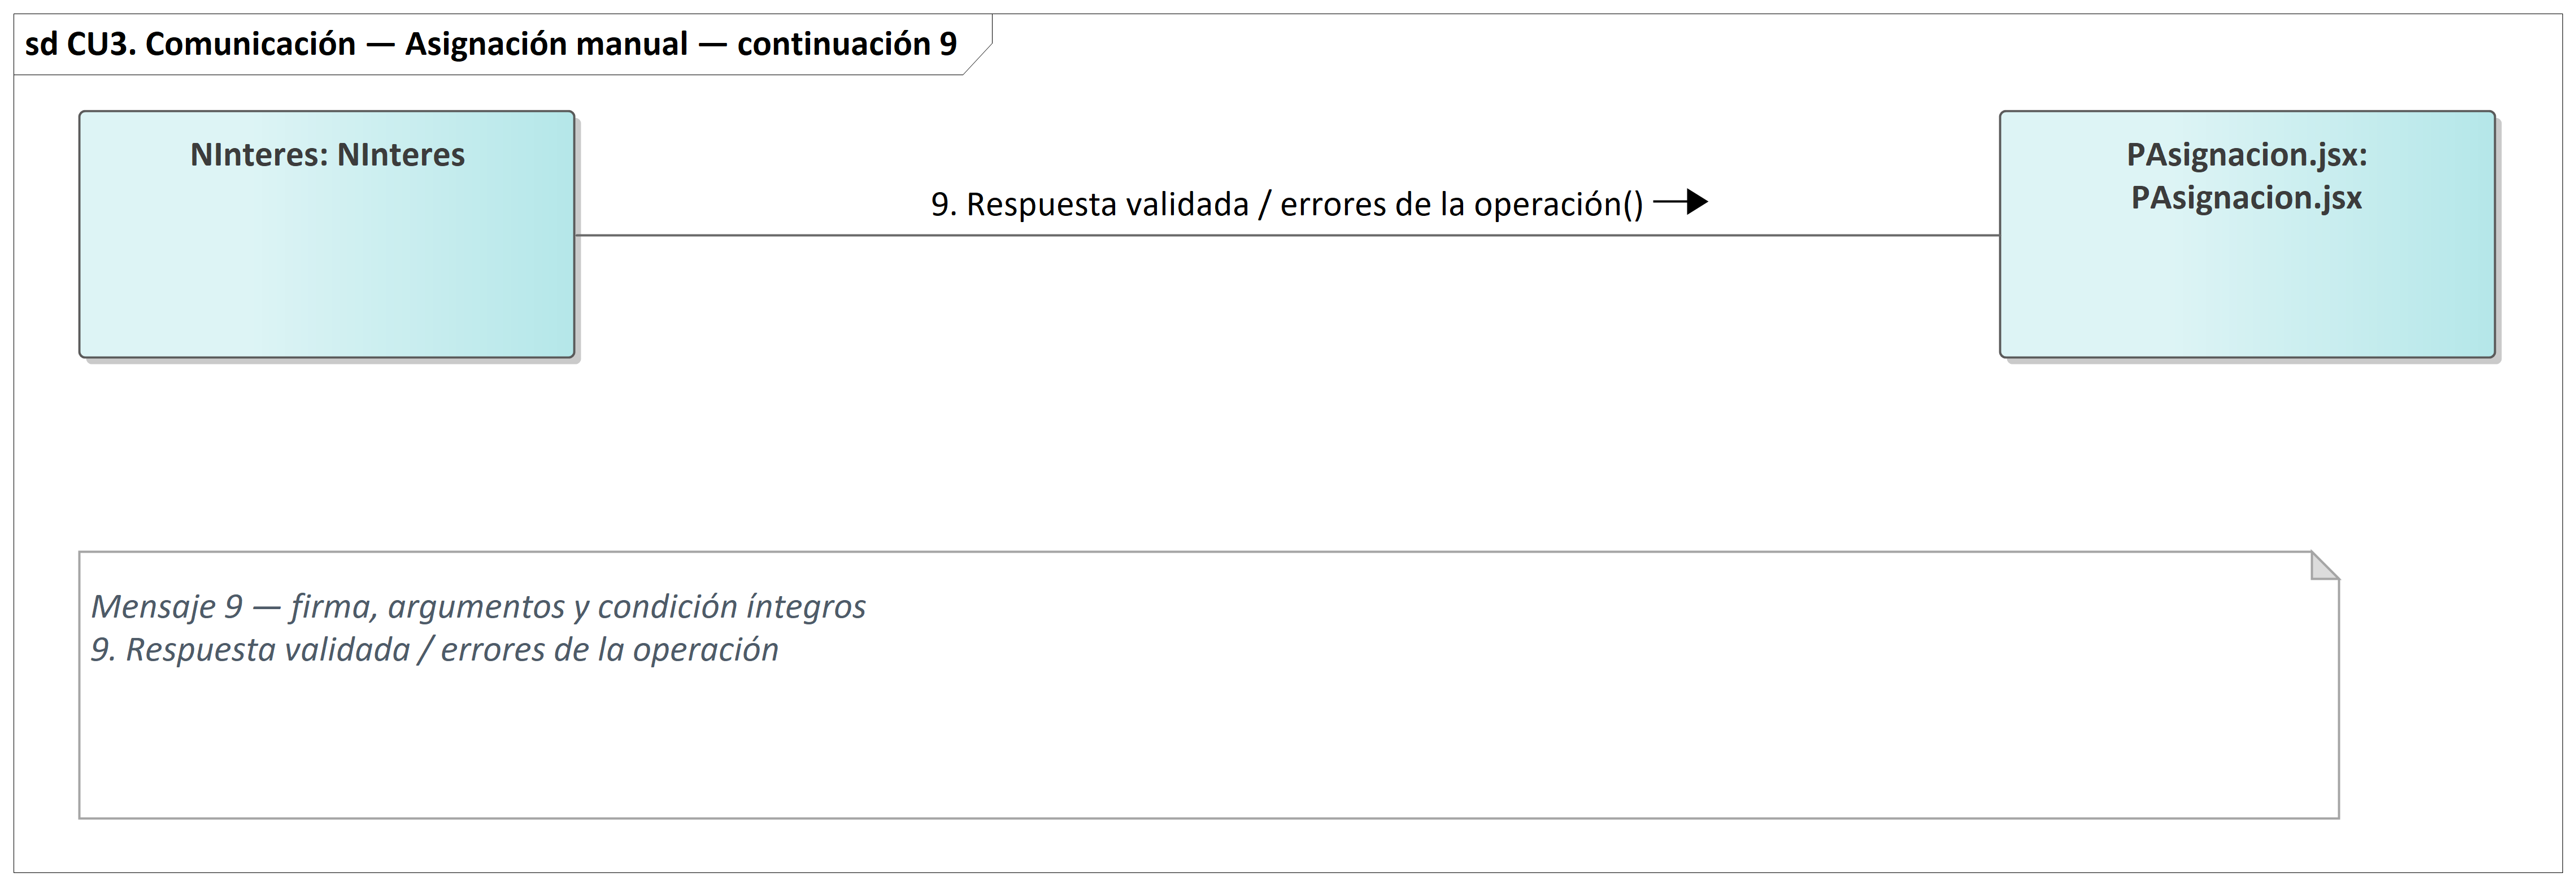 sd CU3. Comunicación — Asignación manual — continuación 9
NInteres: NInteres
9. Respuesta validada / errores de la operación()
PAsignacion.jsx:
PAsignacion.jsx
Mensaje 9 — firma, argumentos y condición íntegros
9. Respuesta validada / errores de la operación